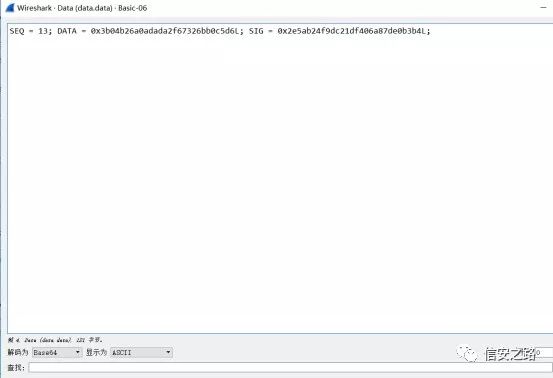 Wireshark · Data (data.data) · Basic-06
SEQ = 13; DATA = 0x3b04b26a0adada2f67326bb0c5d6L; SIG = 0x2e5ab24f9dc21df406a87de0b3b4L;
帧 4. Data (data.data), 121 字节.
解码为 Base64 显示为 ASCII
信安之路
查找: